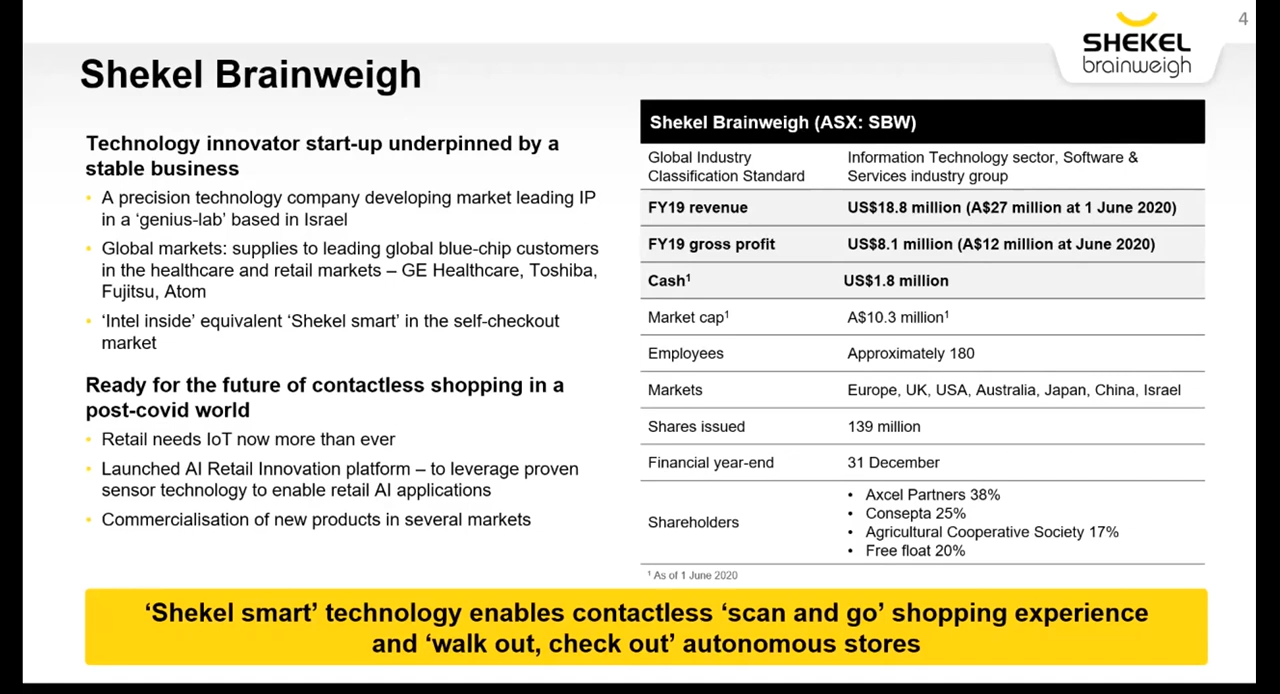 4
SHEKEL
brainweigh
Shekel Brainweigh
Technology innovator start-up underpinned by a
stable business
• A precision technology company developing market leading IP
in a ‘genius-lab’ based in Israel
• Global markets: supplies to leading global blue-chip customers
in the healthcare and retail markets – GE Healthcare, Toshiba,
Fujitsu, Atom
• ‘Intel inside’ equivalent ‘Shekel smart’ in the self-checkout
market
Ready for the future of contactless shopping in a
post-covid world
• Retail needs IoT now more than ever
• Launched AI Retail Innovation platform – to leverage proven
sensor technology to enable retail AI applications
• Commercialisation of new products in several markets
Shekel Brainweigh (ASX: SBW)
Global Industry
Classification Standard
Information Technology sector, Software &
Services industry group
FY19 revenue US$18.8 million (A$27 million at 1 June 2020)
FY19 gross profit US$8.1 million (A$12 million at June 2020)
Cash¹ US$1.8 million
Market cap¹ A$10.3 million¹
Employees Approximately 180
Markets Europe, UK, USA, Australia, Japan, China, Israel
Shares issued 139 million
Financial year-end 31 December
Shareholders
• Axcel Partners 38%
• Consepta 25%
• Agricultural Cooperative Society 17%
• Free float 20%
¹ As of 1 June 2020
‘Shekel smart’ technology enables contactless ‘scan and go’ shopping experience
and ‘walk out, check out’ autonomous stores